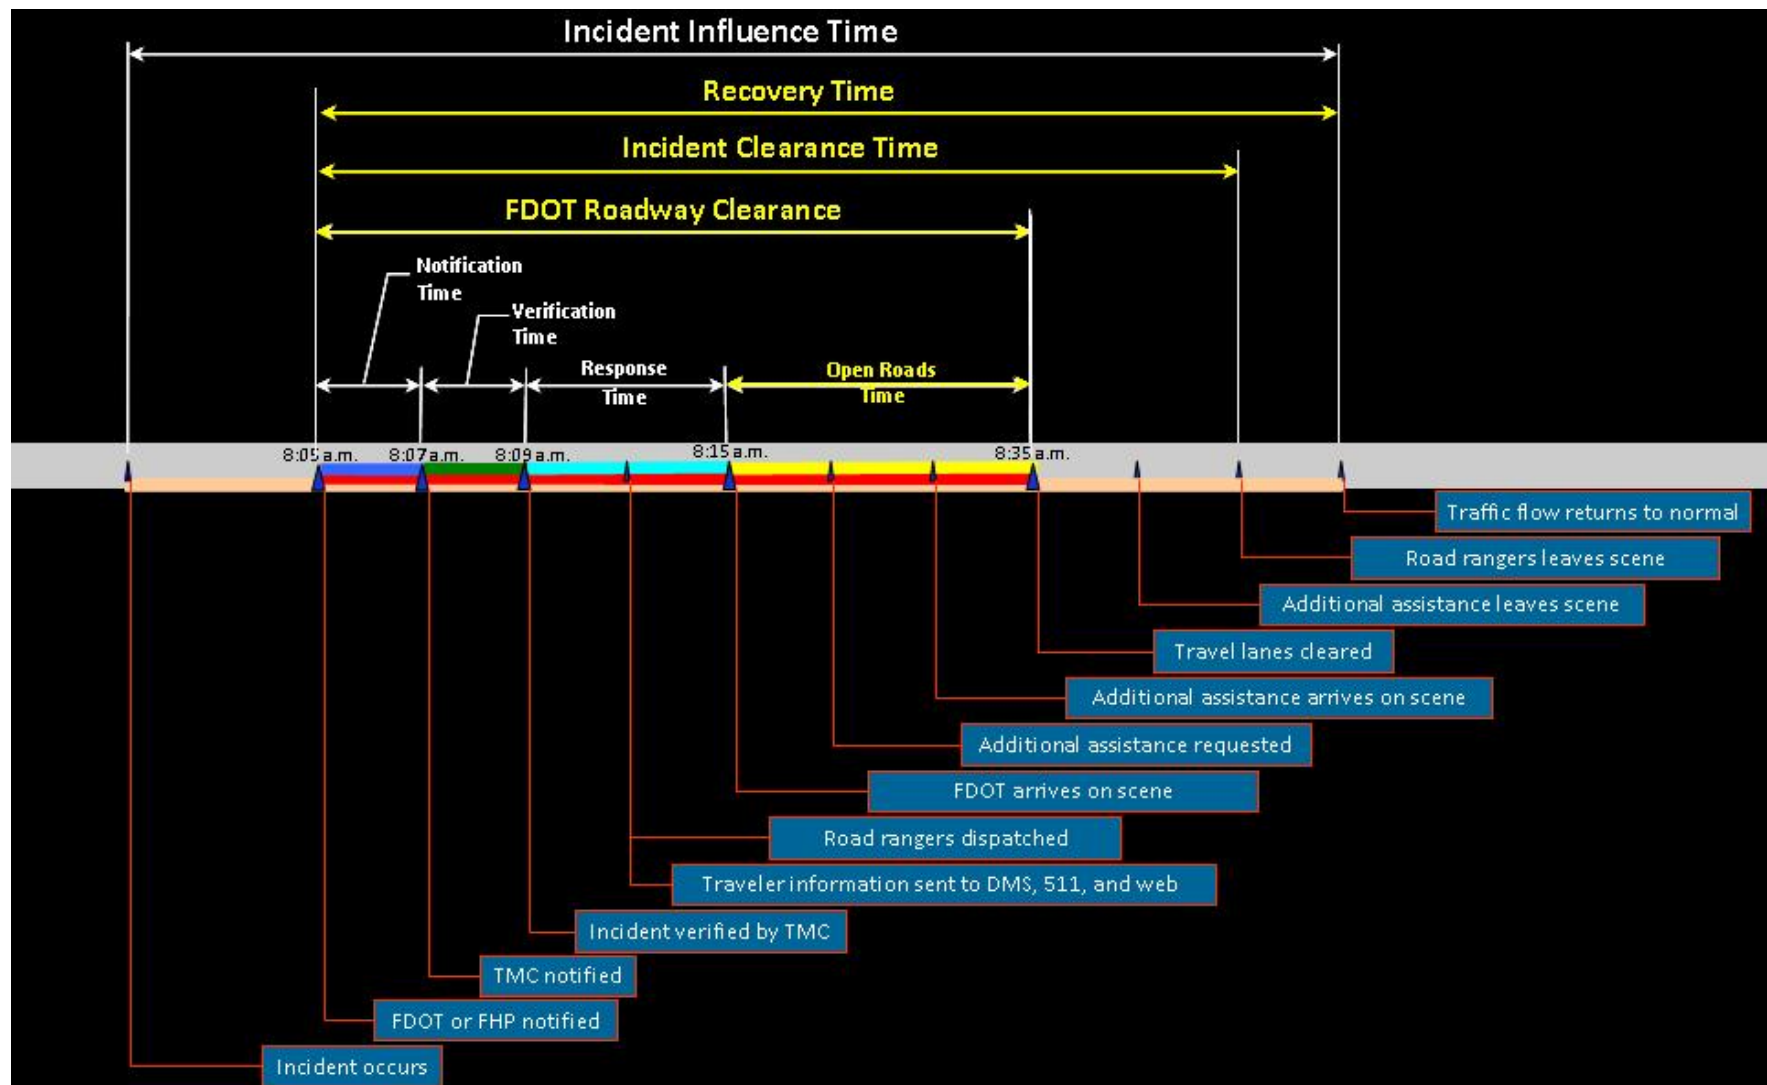 Incident Influence Time
Recovery Time
Incident Clearance Time
FDOT Roadway Clearance
Notification
Time
Verification
Time
Response
Time
Open Roads
Time
8:05 a.m.
8:07 a.m.
8:09 a.m.
8:15 a.m.
8:35 a.m.
Traffic flow returns to normal
Road rangers leaves scene
Additional assistance leaves scene
Travel lanes cleared
Additional assistance arrives on scene
Additional assistance requested
FDOT arrives on scene
Road rangers dispatched
Traveler information sent to DMS, 511, and web
Incident verified by TMC
TMC notified
FDOT or FHP notified
Incident occurs